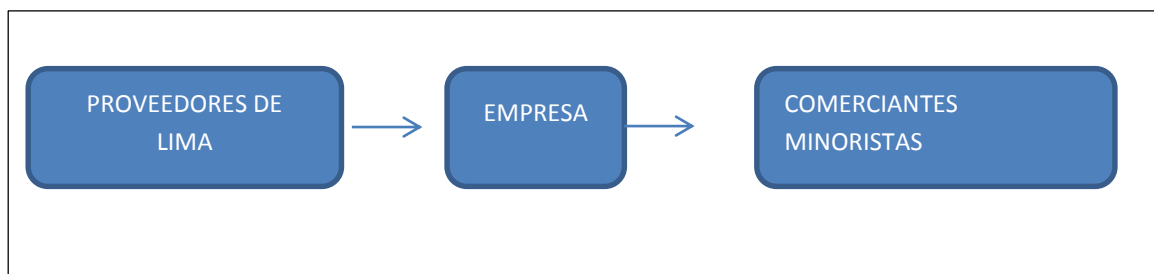 PROVEEDORES DE
LIMA
EMPRESA
COMERCIANTES
MINORISTAS